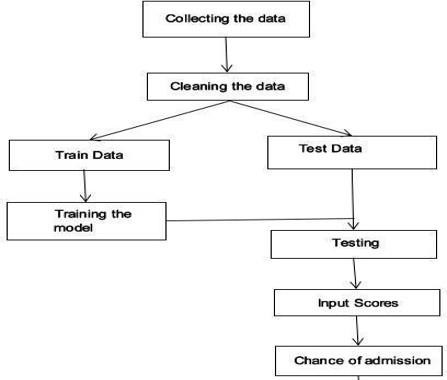 Collecting the data
Cleaning the data
Train Data
Test Data
Training the
model
Testing
Input Scores
Chance of admission